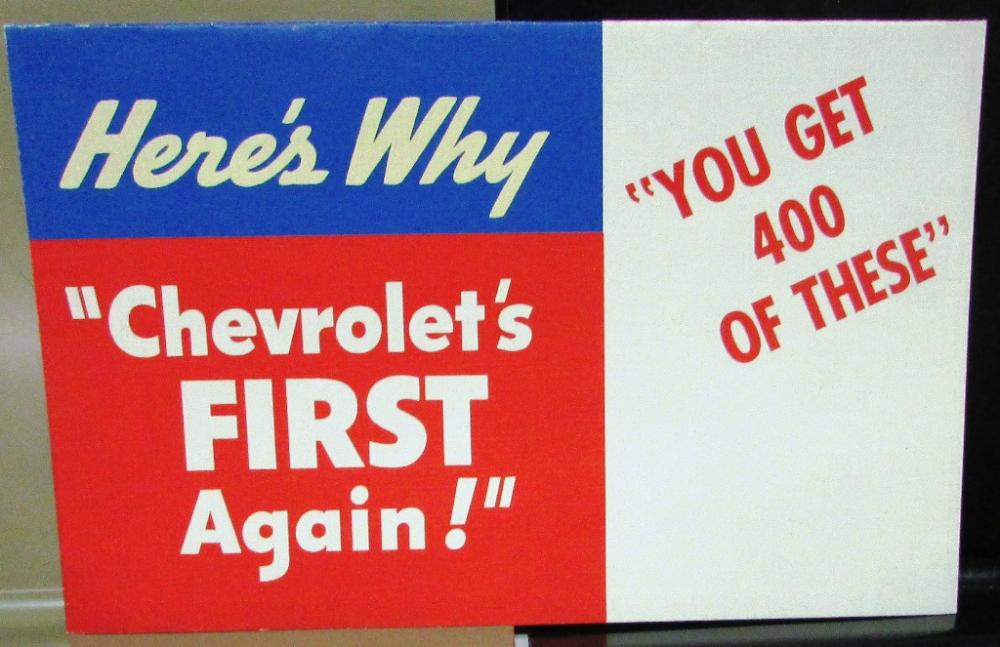 Here's Why
"Chevrolet's
FIRST
Again!"
"YOU GET
400
OF THESE"